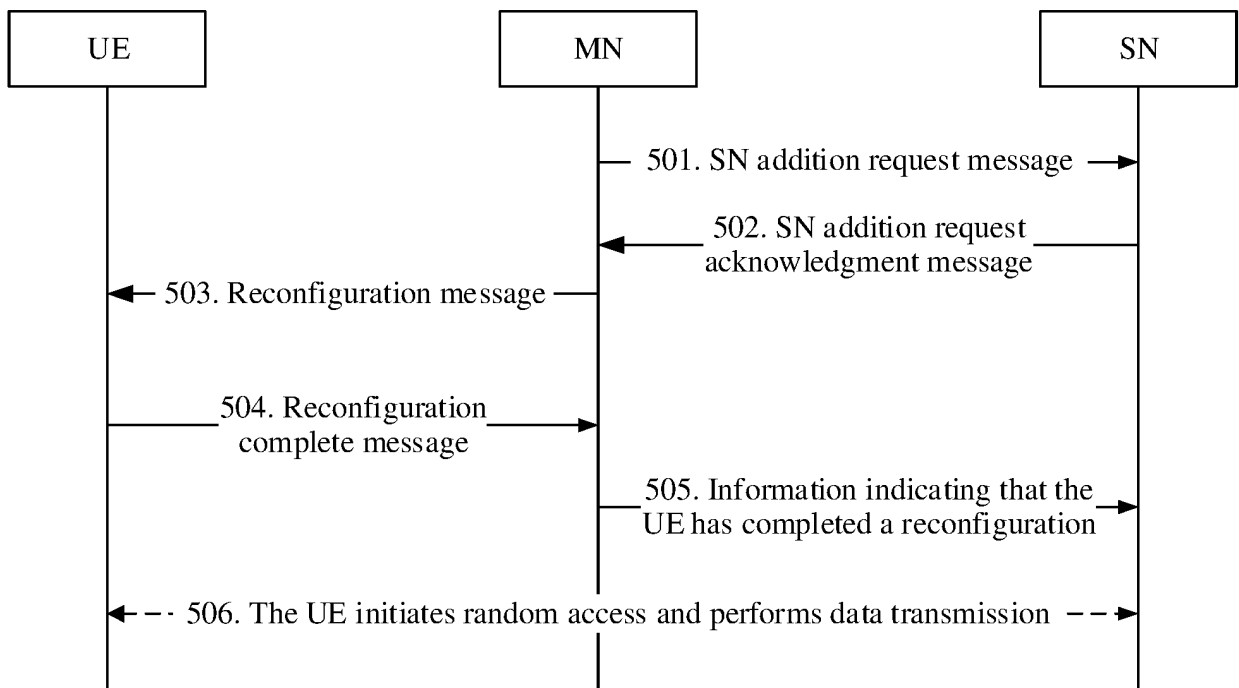 UE
MN
SN
501. SN addition request message
502. SN addition request
acknowledgment message
503. Reconfiguration message
504. Reconfiguration
complete message
505. Information indicating that the
UE has completed a reconfiguration
506. The UE initiates random access and performs data transmission